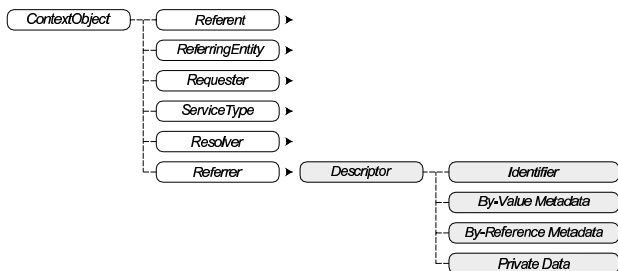 ContextObject
Referent
ReferringEntity
Requester
ServiceType
Resolver
Referrer
Descriptor
Identifier
By-Value Metadata
By-Reference Metadata
Private Data